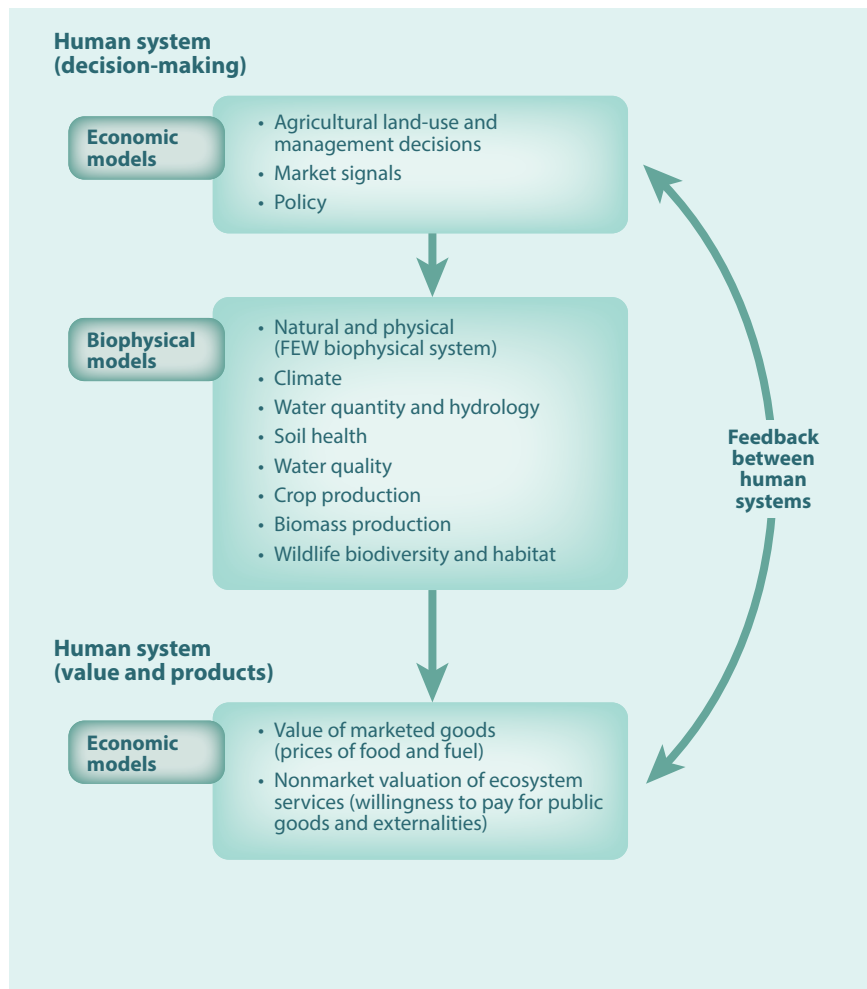 Human system
(decision-making)
Economic
models
• Agricultural land-use and
management decisions
• Market signals
• Policy
Biophysical
models
• Natural and physical
(FEW biophysical system)
• Climate
• Water quantity and hydrology
• Soil health
• Water quality
• Crop production
• Biomass production
• Wildlife biodiversity and habitat
Feedback
between
human
systems
Human system
(value and products)
Economic
models
• Value of marketed goods
(prices of food and fuel)
• Nonmarket valuation of ecosystem
services (willingness to pay for public
goods and externalities)